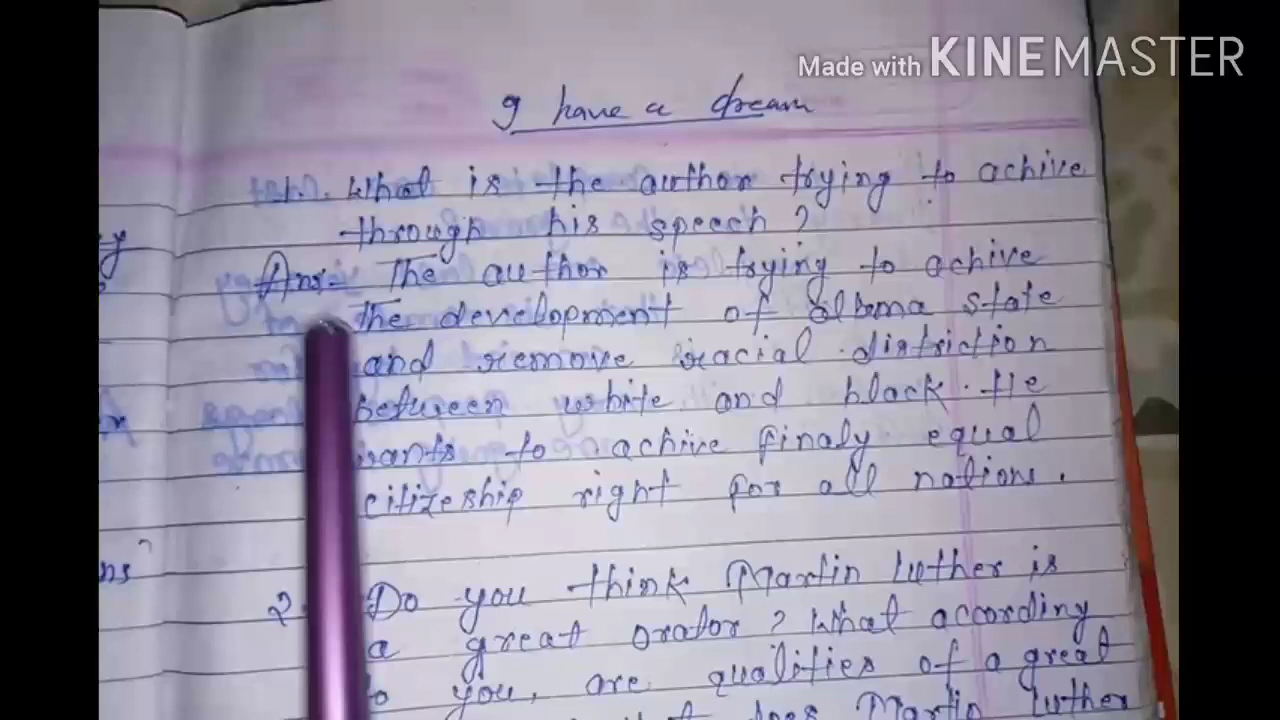 Made with KINEMASTER
I have a dream
1. What is the author trying to achive
through his speech ?
Ans:- The author is trying to achive
the development of albma state
and remove racial distriction
between white and black. He
wants to achive finaly equal
citizeship right for all nations.
2. Do you think Martin luther is
a great orator ? What according
to you, are qualities of a great
does Martin luther